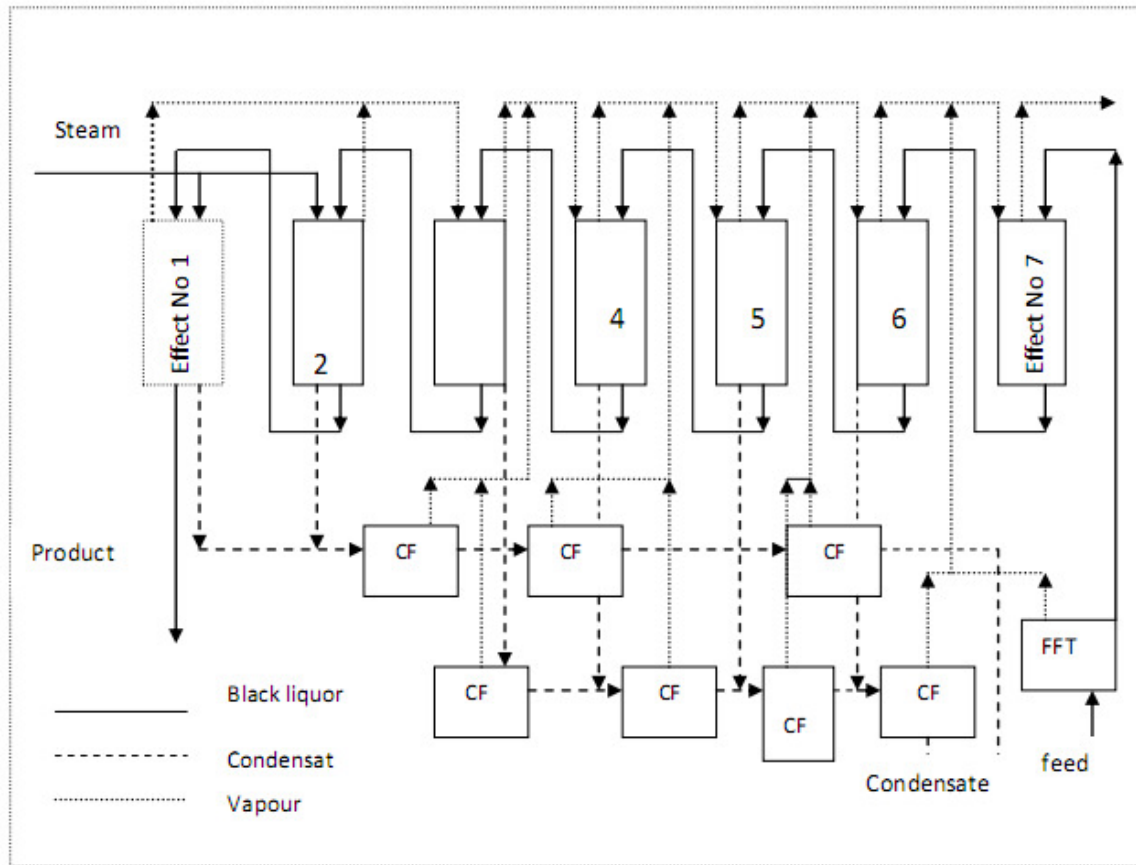 Steam
Effect No 1
2
4
5
6
Effect No 7
CF
CF
CF
Product
FFT
CF
CF
CF
CF
Black liquor
Condensat
Vapour
Condensate
feed